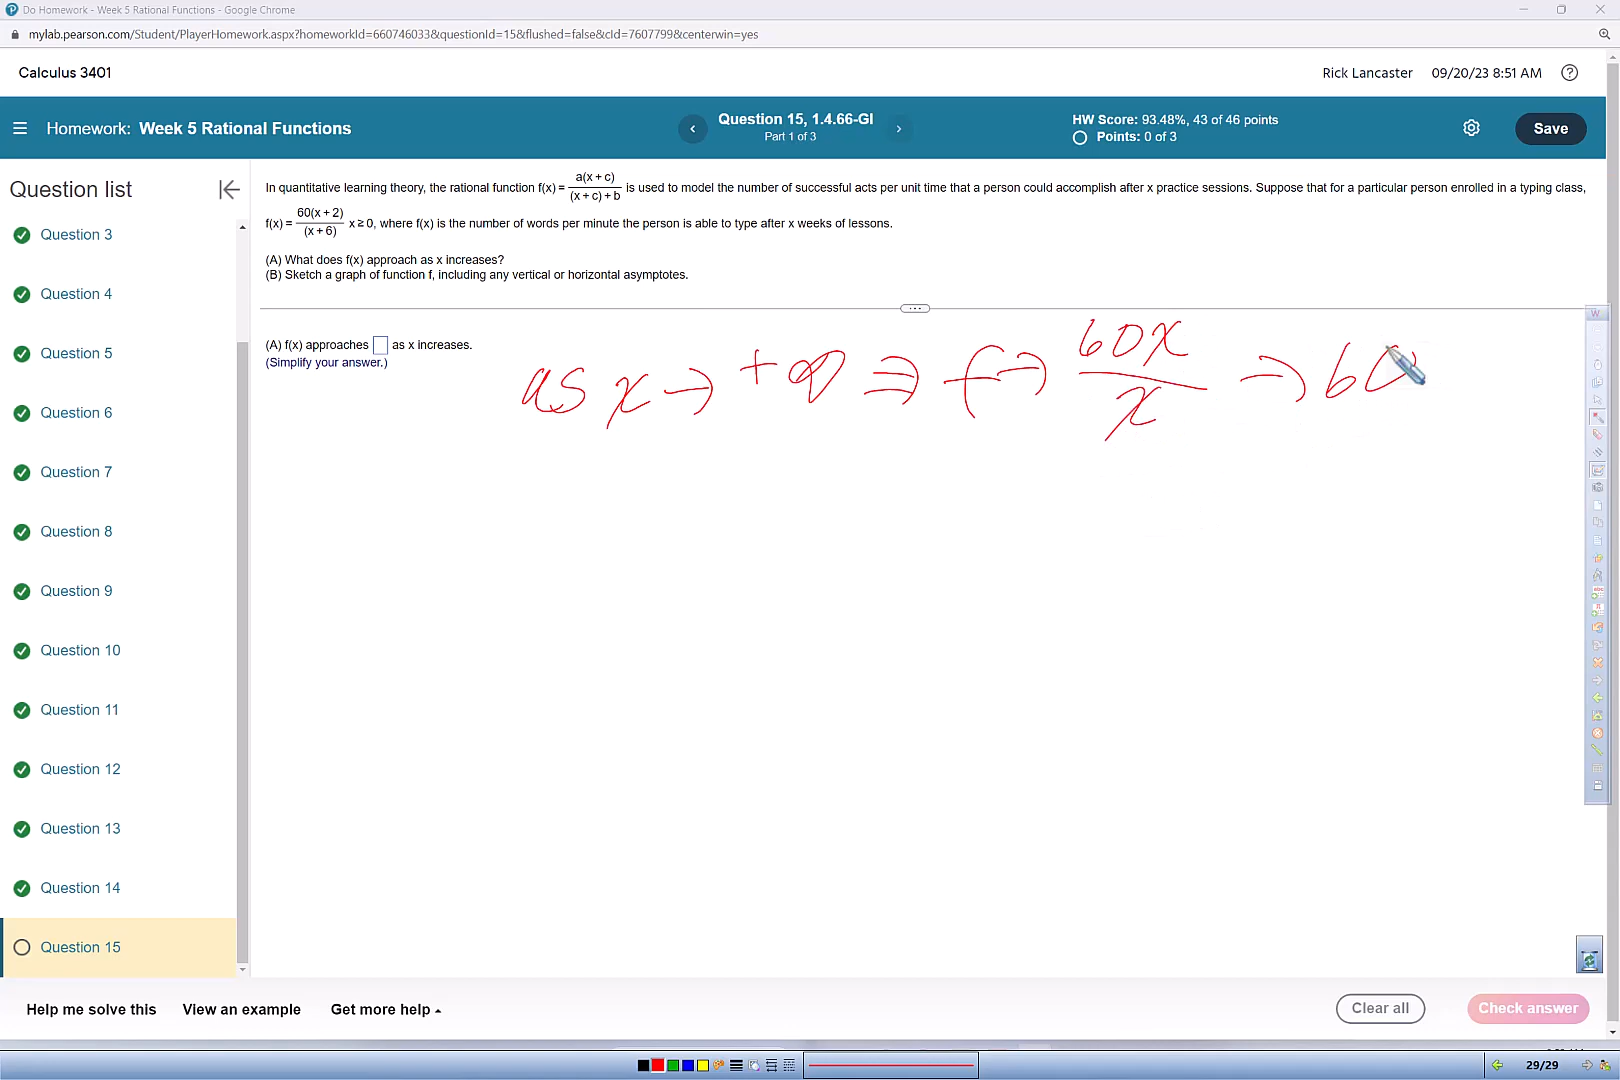 Do Homework - Week 5 Rational Functions - Google Chrome
mylab.pearson.com/Student/PlayerHomework.aspx?homeworkId=660746033&questionId=15&flushed=false&cId=7607799&centerwin=yes
Calculus 3401
Rick Lancaster 09/20/23 8:51 AM
Homework: Week 5 Rational Functions
Question 15, 1.4.66-GI
Part 1 of 3
HW Score: 93.48%, 43 of 46 points
Points: 0 of 3
Save
Question list
Question 3
Question 4
Question 5
Question 6
Question 7
Question 8
Question 9
Question 10
Question 11
Question 12
Question 13
Question 14
Question 15
In quantitative learning theory, the rational function f(x) = a(x + c) / (x + c) + b is used to model the number of successful acts per unit time that a person could accomplish after x practice sessions. Suppose that for a particular person enrolled in a typing class,
f(x) = 60(x + 2) / (x + 6) x ≥ 0, where f(x) is the number of words per minute the person is able to type after x weeks of lessons.
(A) What does f(x) approach as x increases?
(B) Sketch a graph of function f, including any vertical or horizontal asymptotes.
(A) f(x) approaches as x increases.
(Simplify your answer.)
as x → +∞ ⇒ f → 60x / x → 60
Help me solve this
View an example
Get more help
Clear all
Check answer
29/29